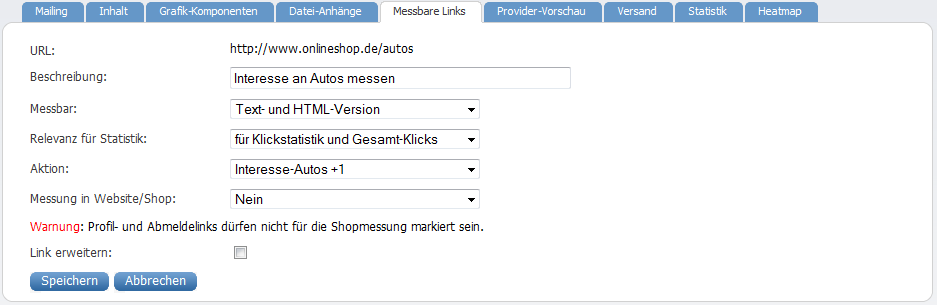 Mailing Inhalt Grafik-Komponenten Datei-Anhänge Messbare Links Provider-Vorschau Versand Statistik Heatmap
URL: http://www.onlineshop.de/autos
Beschreibung: Interesse an Autos messen
Messbar: Text- und HTML-Version
Relevanz für Statistik: für Klickstatistik und Gesamt-Klicks
Aktion: Interesse-Autos +1
Messung in Website/Shop: Nein
Warnung: Profil- und Abmeldelinks dürfen nicht für die Shopmessung markiert sein.
Link erweitern:
Speichern Abbrechen